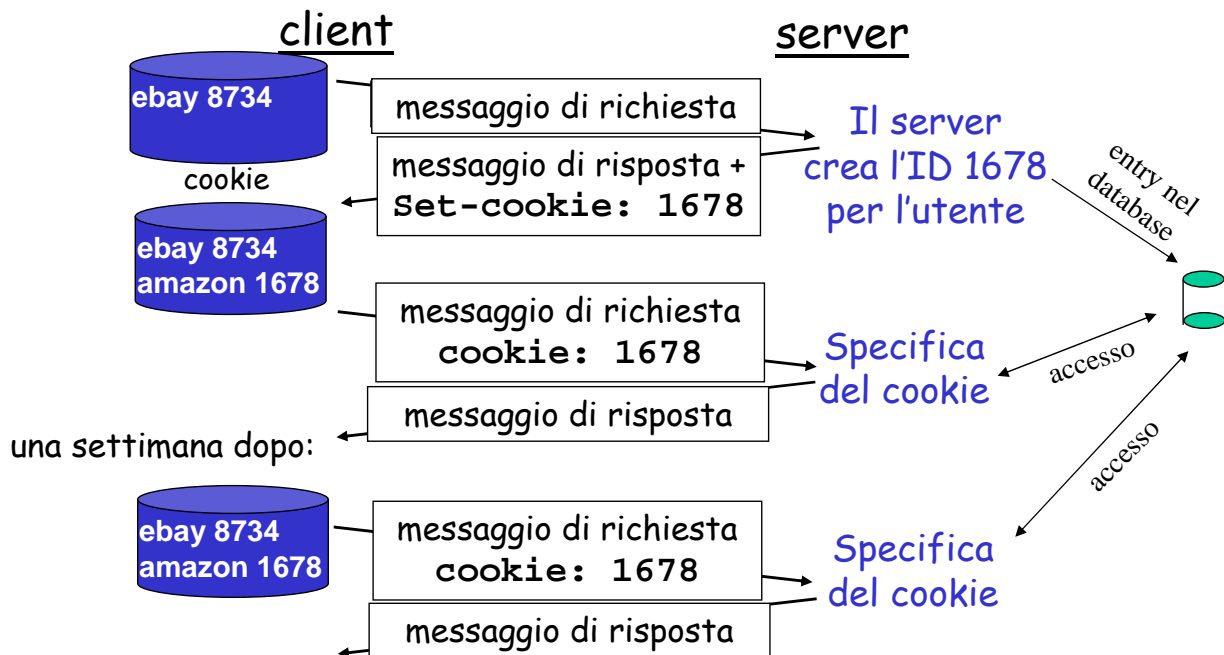 client
server
ebay 8734
messaggio di richiesta
Il server
crea l'ID 1678
per l'utente
entry nel
database
cookie
messaggio di risposta +
Set-cookie: 1678
ebay 8734
amazon 1678
messaggio di richiesta
cookie: 1678
Specifica
del cookie
accesso
messaggio di risposta
una settimana dopo:
accesso
ebay 8734
amazon 1678
messaggio di richiesta
cookie: 1678
Specifica
del cookie
messaggio di risposta